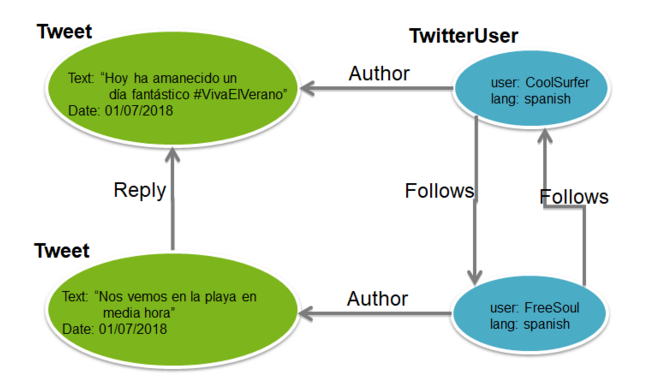 Tweet
TwitterUser
Text: “Hoy ha amanecido un
día fantástico #VivaElVerano”
Date: 01/07/2018
Author
user: CoolSurfer
lang: spanish
Reply
Follows
Follows
Tweet
Text: “Nos vemos en la playa en
media hora”
Date: 01/07/2018
Author
user: FreeSoul
lang: spanish